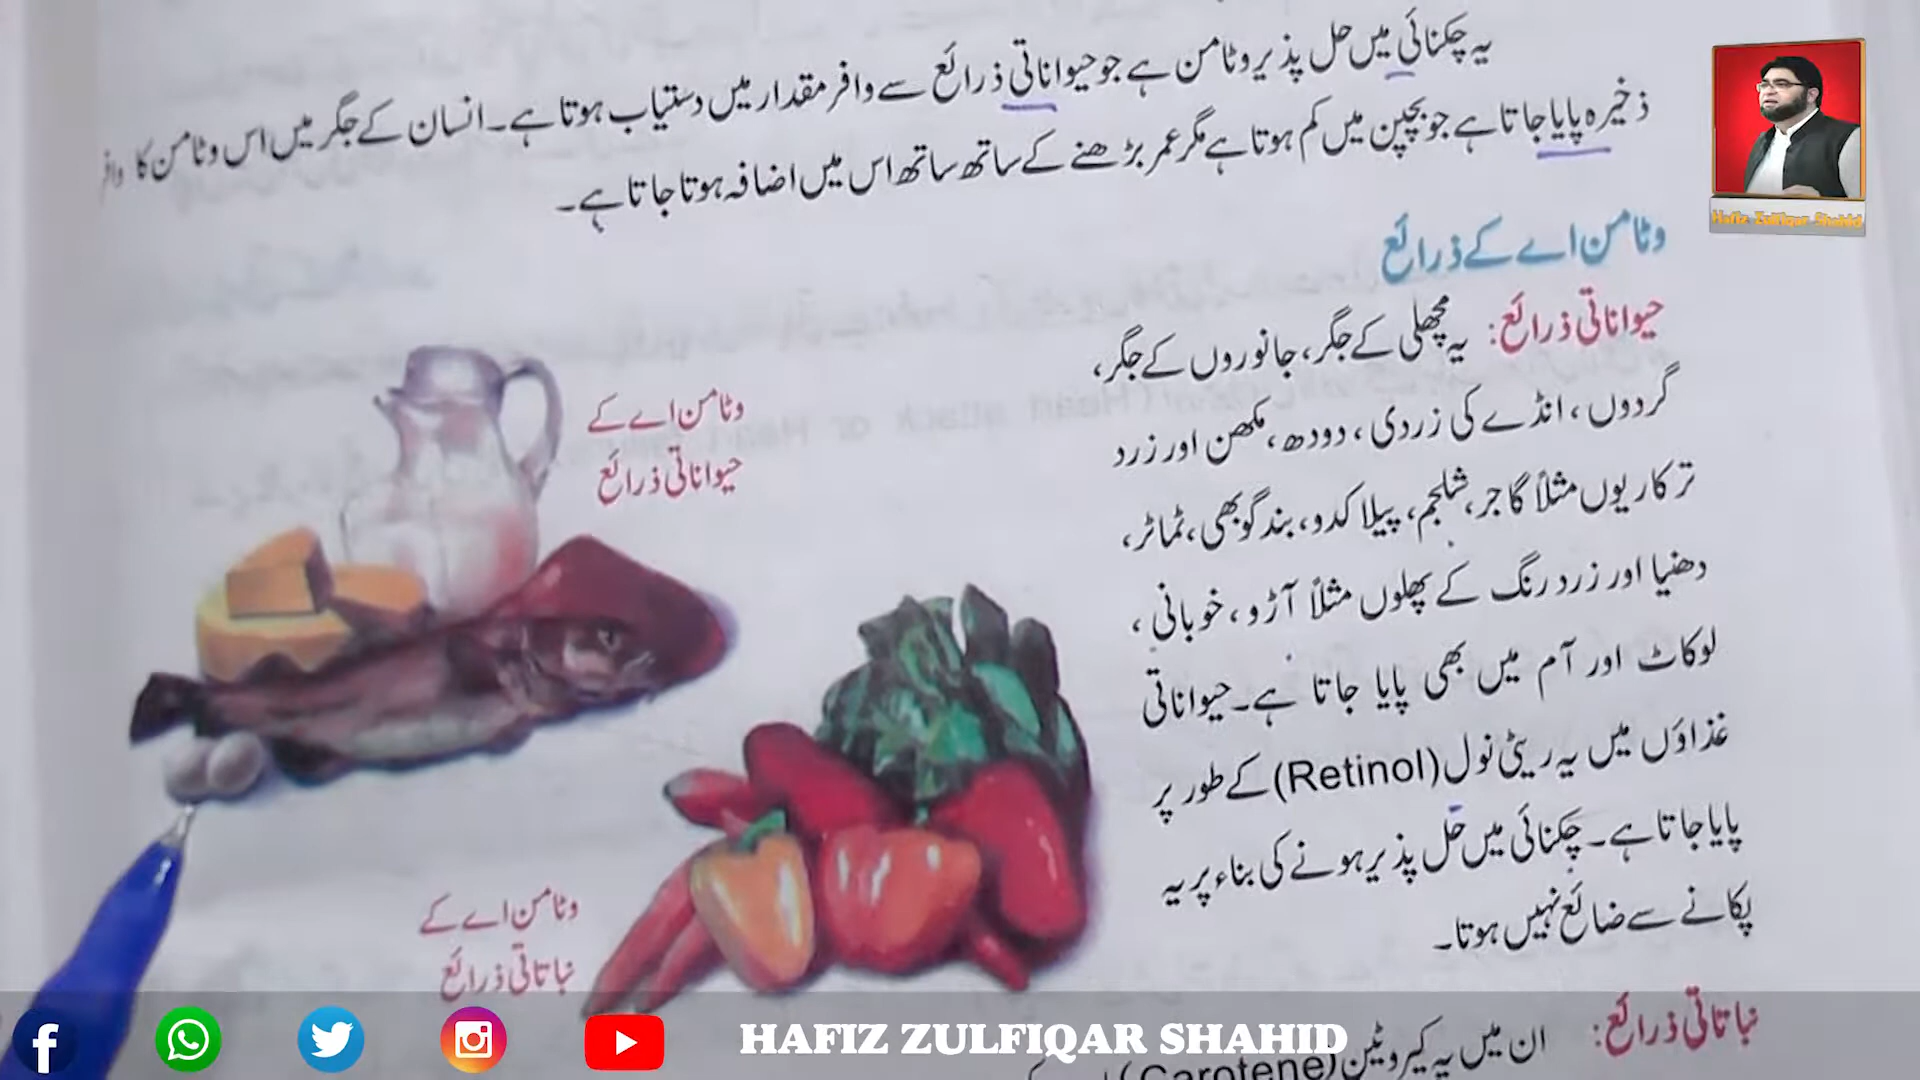 یہ چکنائی میں حل پذیر وٹامن ہے جو حیواناتی ذرائع سے وافر مقدار میں دستیاب ہوتا ہے۔ انسان کے جگر میں اس وٹامن کا وافر
ذخیرہ پایا جاتا ہے جو بچپن میں کم ہوتا ہے مگر عمر بڑھنے کے ساتھ ساتھ اس میں اضافہ ہوتا جاتا ہے۔
Hafiz Zulfiqar Shahid
وٹامن اے کے ذرائع
حیواناتی ذرائع: یہ مچھلی کے جگر، جانوروں کے جگر،
گردوں، انڈے کی زردی، دودھ، مکھن اور زرد
ترکاریوں مثلاً گاجر، شلجم، پیلا کدو، بند گوبھی، ٹماٹر،
دھنیا اور زرد رنگ کے پھلوں مثلاً آڑو، خوبانی،
لوکاٹ اور آم میں بھی پایا جاتا ہے۔ حیواناتی
غذاؤں میں یہ ریٹی نول (Retinol) کے طور پر
پایا جاتا ہے۔ چکنائی میں حل پذیر ہونے کی بناء پر یہ
پکانے سے ضائع نہیں ہوتا۔
وٹامن اے کے
حیواناتی ذرائع
وٹامن اے کے
نباتاتی ذرائع
نباتاتی ذرائع: ان میں یہ کیروٹین (Carotene)
HAFIZ ZULFIQAR SHAHID